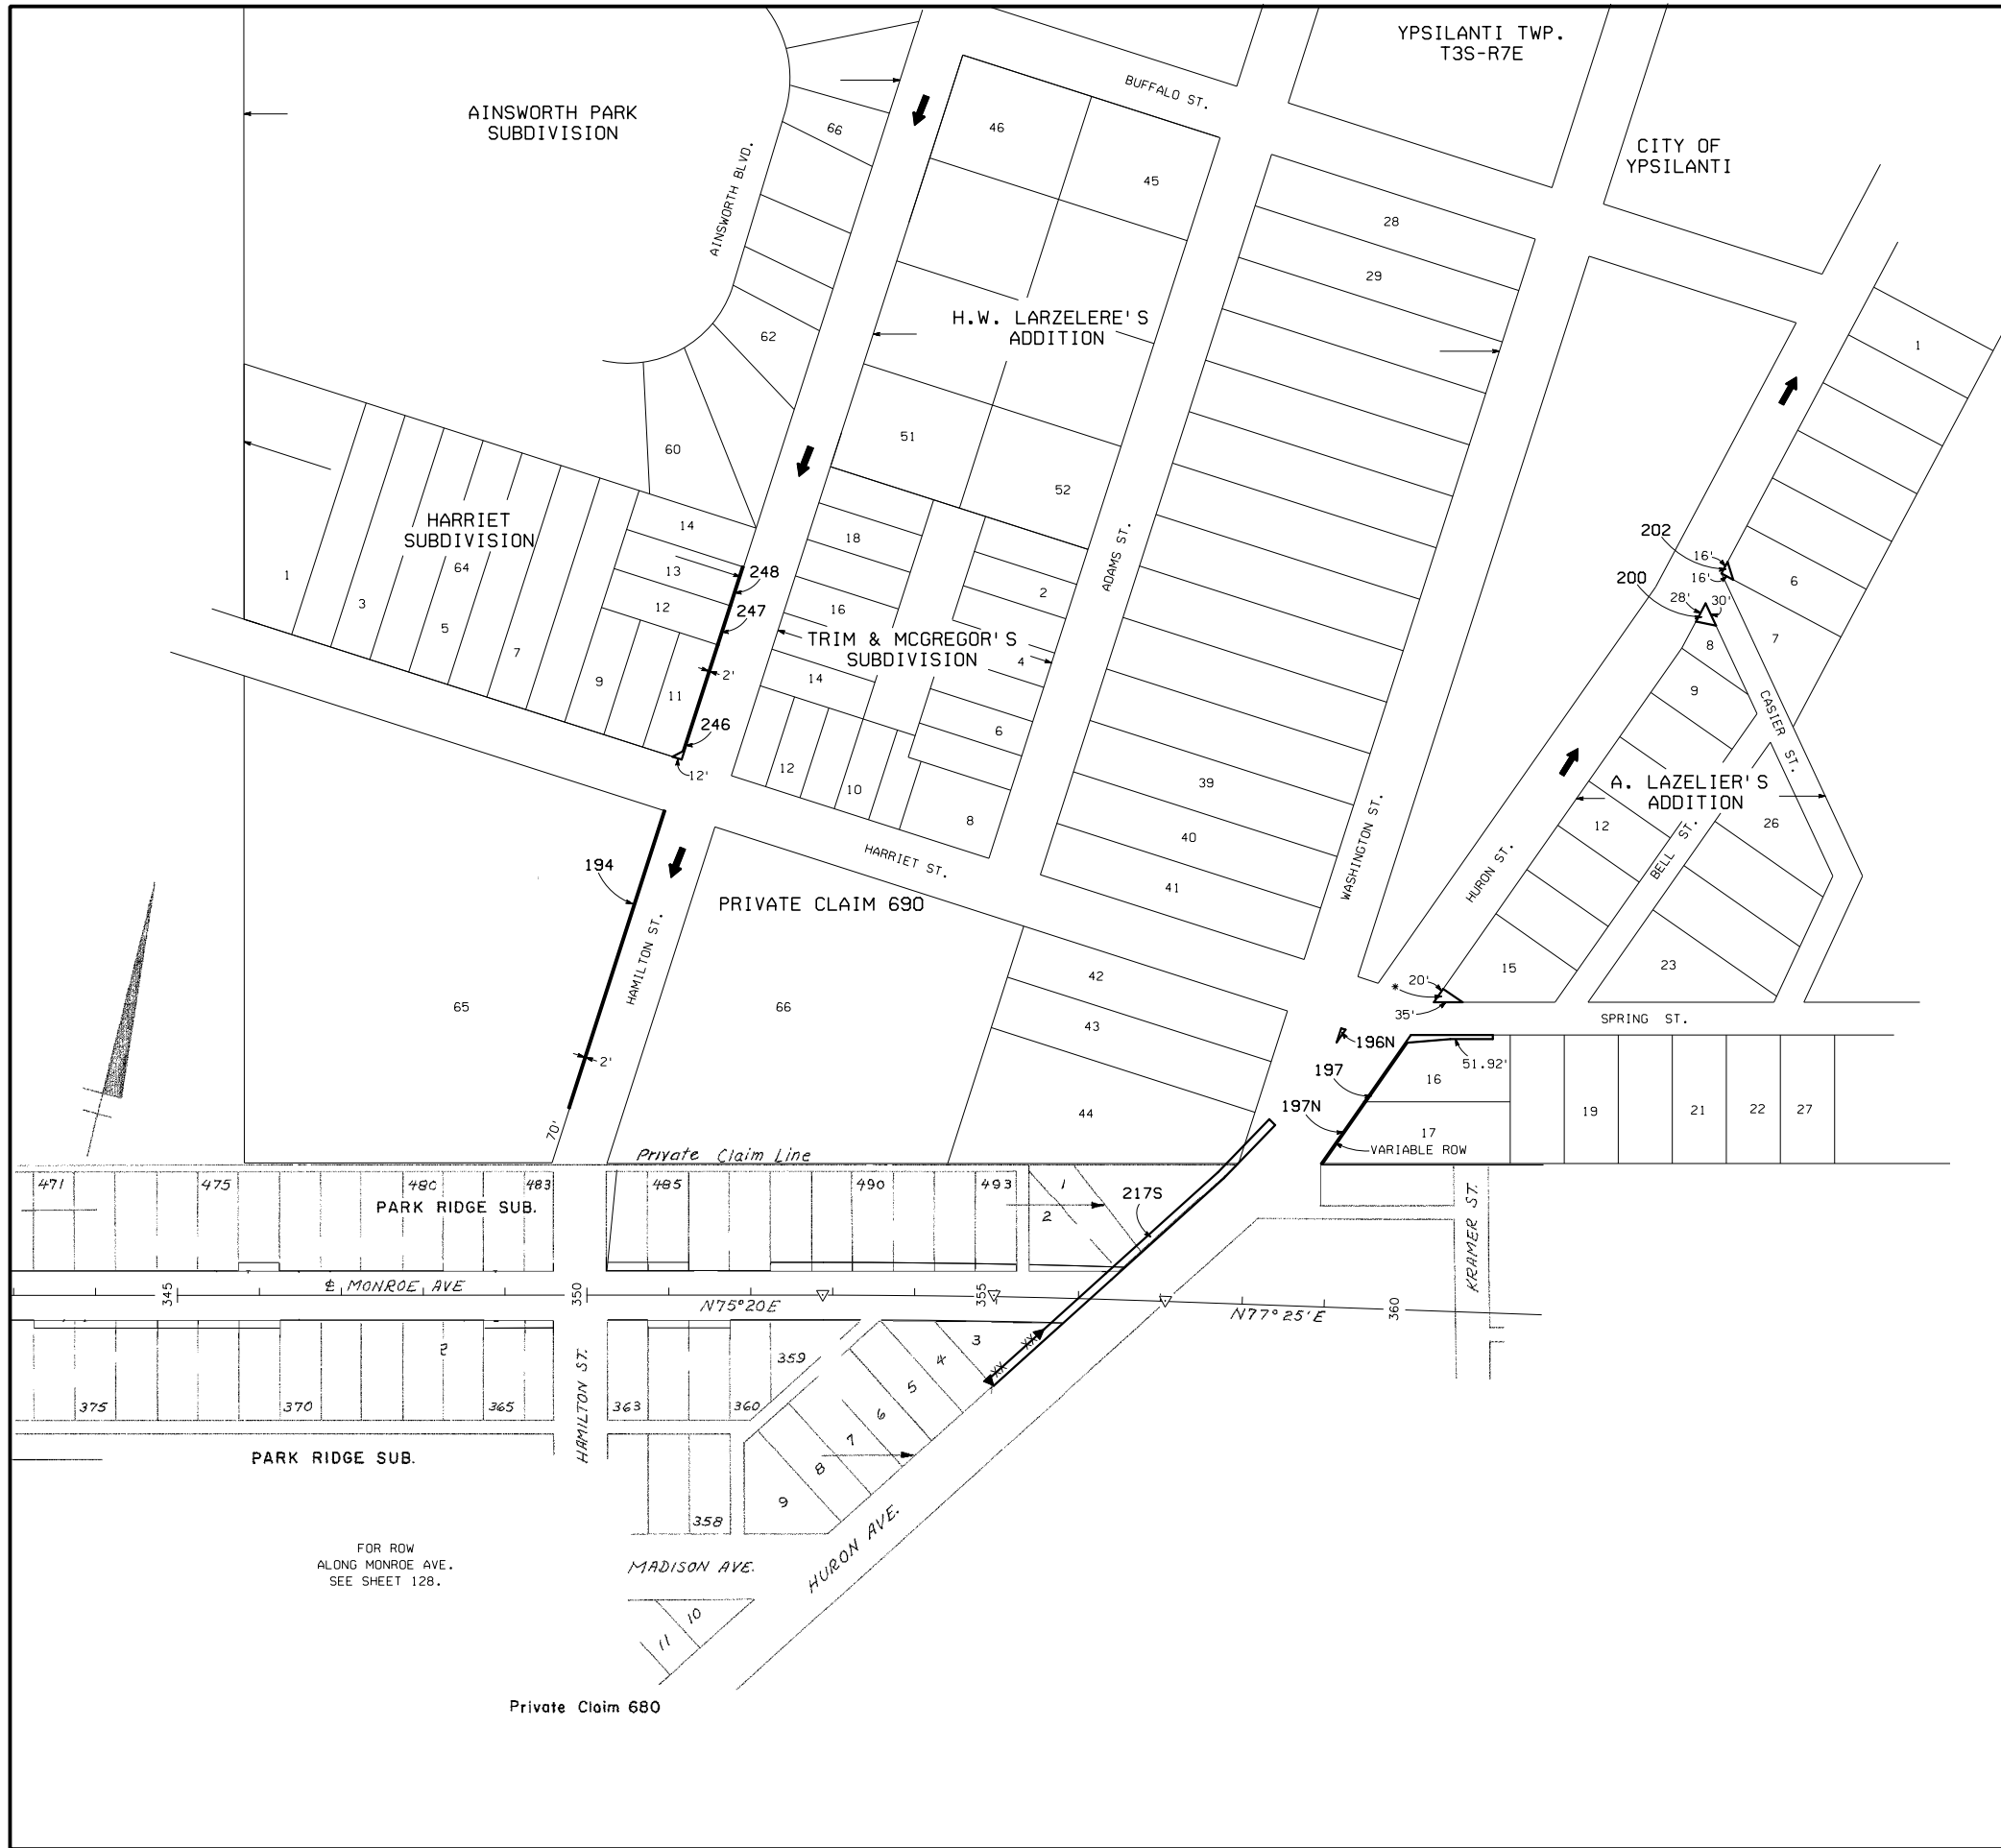 YPSILANTI TWP.
T3S-R7E
BUFFALO ST.
AINSWORTH PARK
SUBDIVISION
CITY OF
YPSILANTI
AINSWORTH BLVD.
66
46
45
28
29
H.W. LARZELERE'S
ADDITION
62
1
51
60
52
HARRIET
SUBDIVISION
64
14
13
12
1
3
5
7
9
11
248
247
2'
246
12'
18
16
TRIM & MCGREGOR'S
SUBDIVISION
14
12
10
2
4
6
8
ADAMS ST.
202
16'
16'
200
28'
30'
6
7
8
9
CASIER ST.
A. LAZELIER'S
ADDITION
12
26
BELL ST.
HURON ST.
15
23
39
40
41
WASHINGTON ST.
HARRIET ST.
194
PRIVATE CLAIM 690
HAMILTON ST.
65
66
2'
70'
42
43
44
*
20'
35'
SPRING ST.
196N
51.92'
197
16
197N
17
VARIABLE ROW
19
21
22
27
Private Claim Line
471
475
480
483
485
490
493
1
2
217S
PARK RIDGE SUB.
℄ MONROE AVE
345
350
355
360
N75°20E
N77°25'E
KRAMER ST.
2
375
370
365
HAMILTON ST.
363
360
359
3
4
5
6
7
8
9
XX
XX
PARK RIDGE SUB.
358
HURON AVE.
FOR ROW
ALONG MONROE AVE.
SEE SHEET 128.
MADISON AVE.
10
11
Private Claim 680